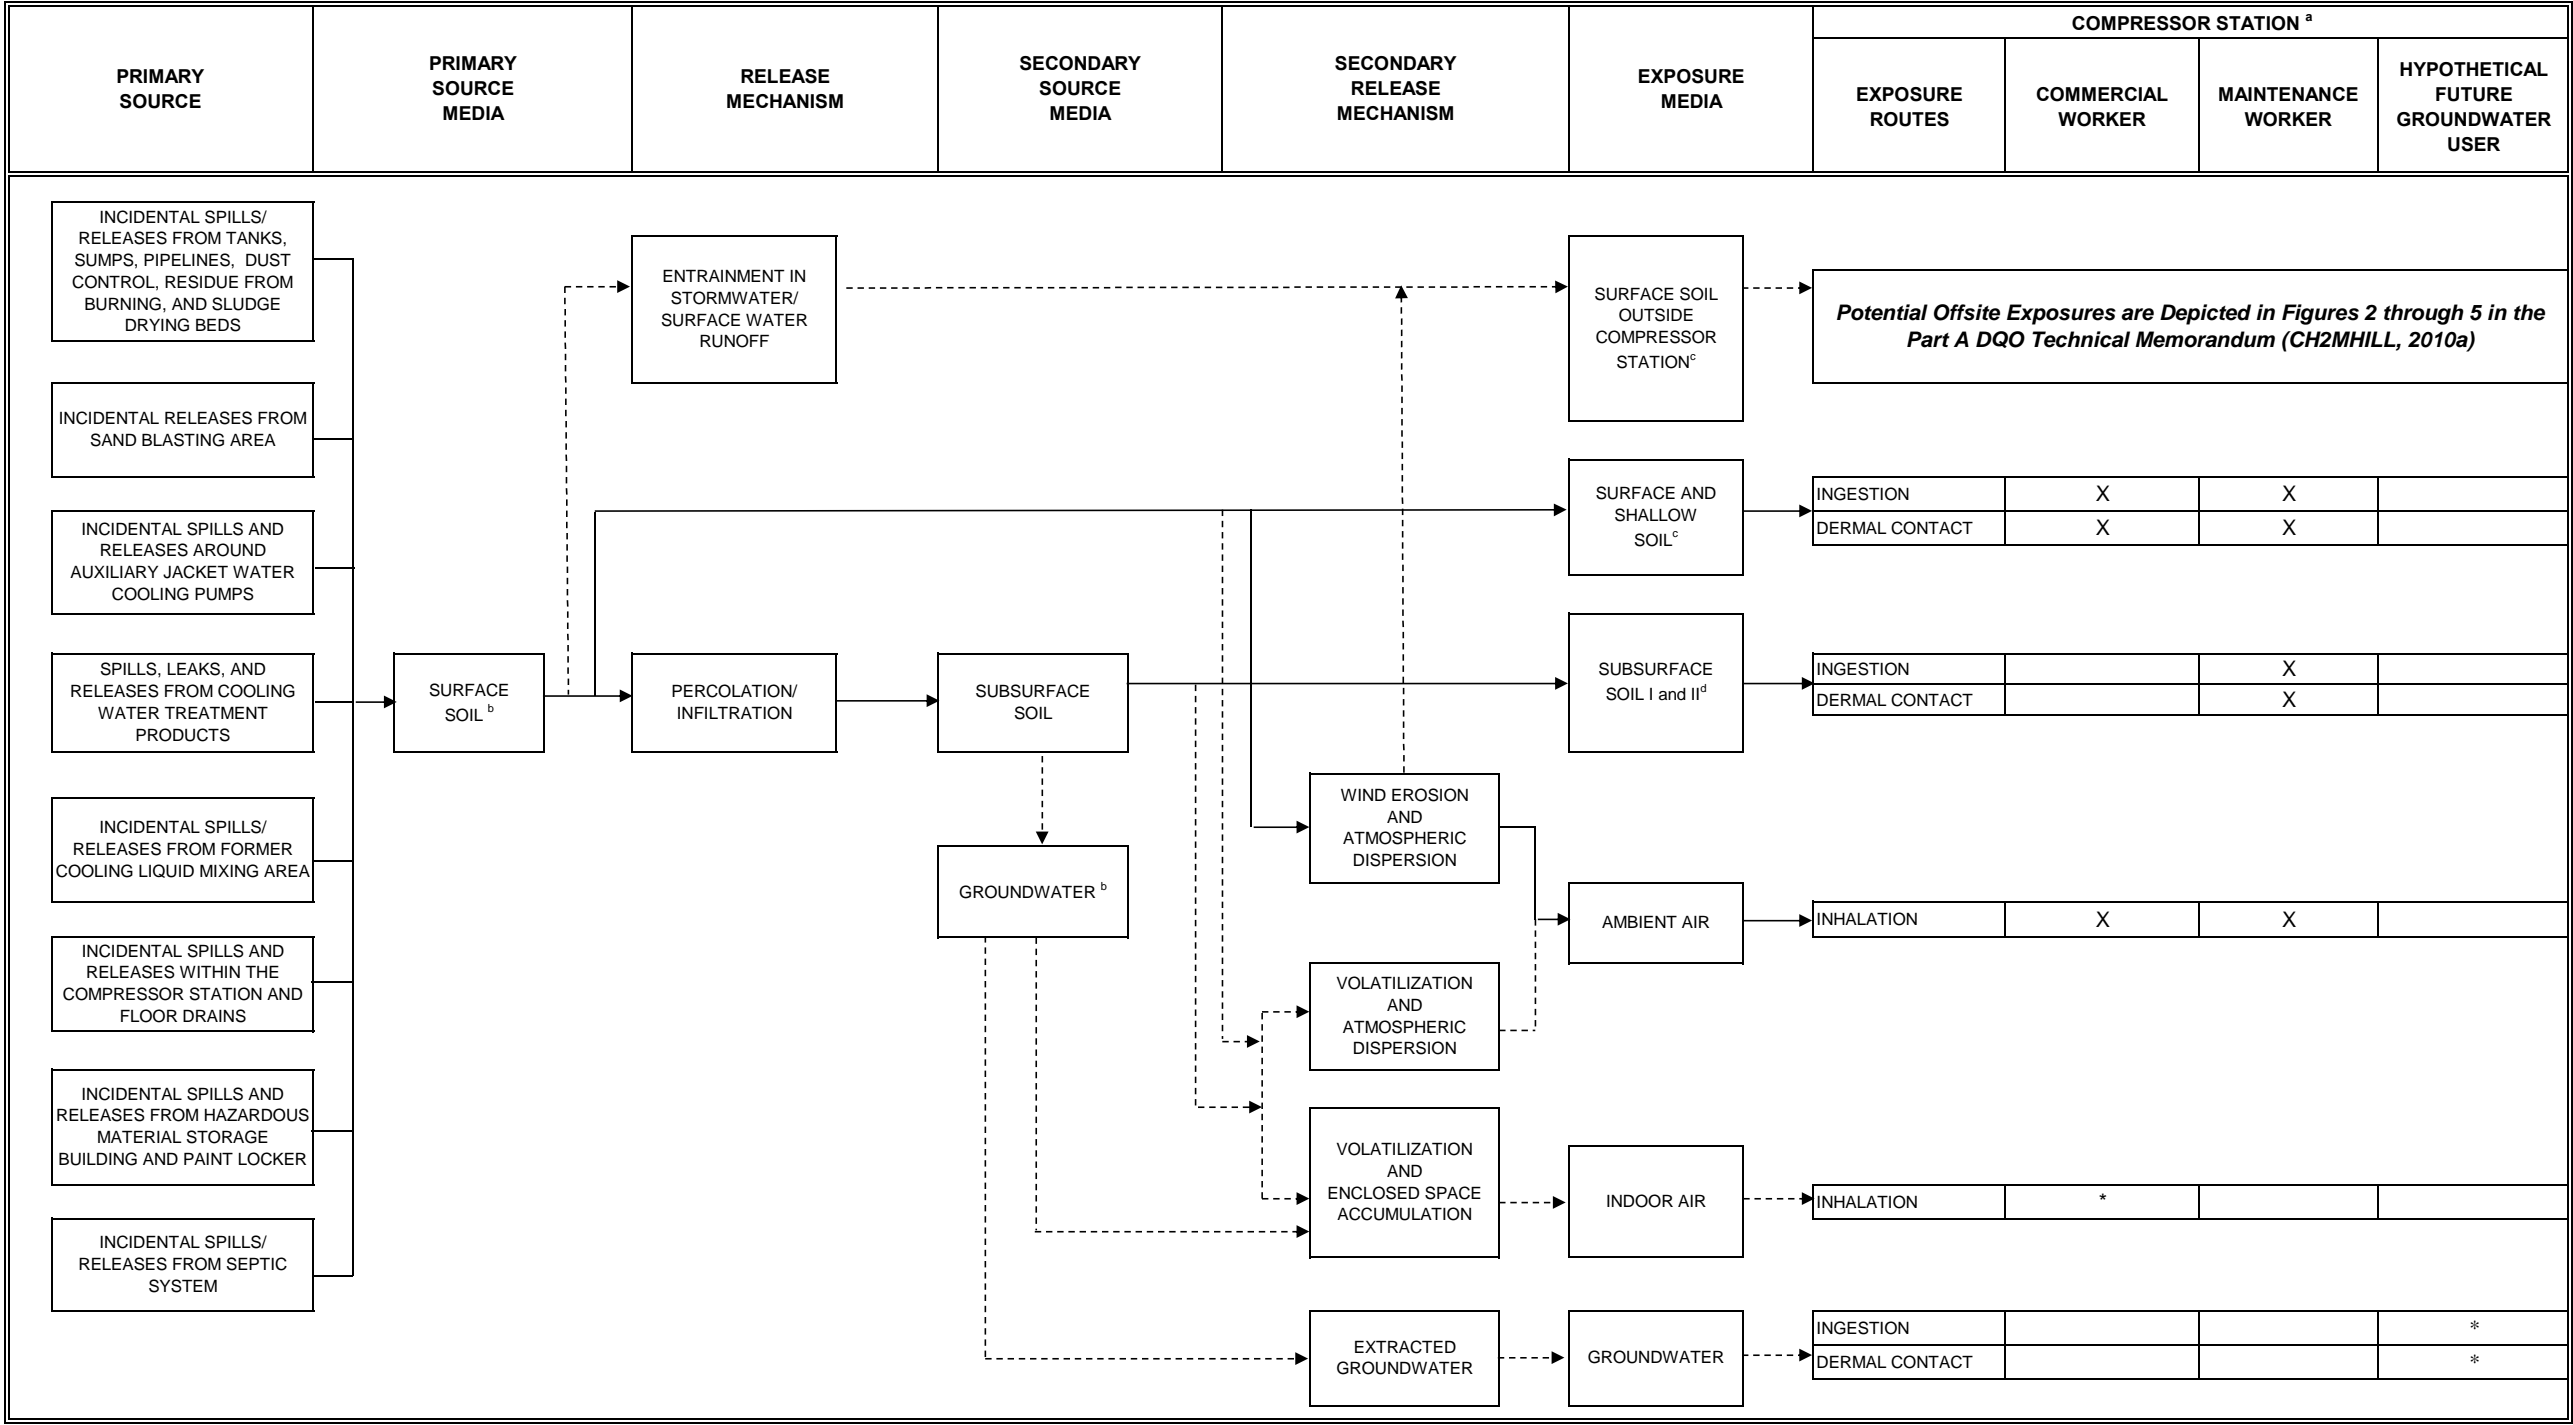 COMPRESSOR STATION a
PRIMARY
SOURCE
PRIMARY
SOURCE
MEDIA
RELEASE
MECHANISM
SECONDARY
SOURCE
MEDIA
SECONDARY
RELEASE
MECHANISM
EXPOSURE
MEDIA
EXPOSURE
ROUTES
COMMERCIAL
WORKER
MAINTENANCE
WORKER
HYPOTHETICAL
FUTURE
GROUNDWATER
USER
INCIDENTAL SPILLS/
RELEASES FROM TANKS,
SUMPS, PIPELINES, DUST
CONTROL, RESIDUE FROM
BURNING, AND SLUDGE
DRYING BEDS
INCIDENTAL RELEASES FROM
SAND BLASTING AREA
INCIDENTAL SPILLS AND
RELEASES AROUND
AUXILIARY JACKET WATER
COOLING PUMPS
SPILLS, LEAKS, AND
RELEASES FROM COOLING
WATER TREATMENT
PRODUCTS
INCIDENTAL SPILLS/
RELEASES FROM FORMER
COOLING LIQUID MIXING AREA
INCIDENTAL SPILLS AND
RELEASES WITHIN THE
COMPRESSOR STATION AND
FLOOR DRAINS
INCIDENTAL SPILLS AND
RELEASES FROM HAZARDOUS
MATERIAL STORAGE
BUILDING AND PAINT LOCKER
INCIDENTAL SPILLS/
RELEASES FROM SEPTIC
SYSTEM
SURFACE
SOIL b
ENTRAINMENT IN
STORMWATER/
SURFACE WATER
RUNOFF
PERCOLATION/
INFILTRATION
SUBSURFACE
SOIL
GROUNDWATER b
WIND EROSION
AND
ATMOSPHERIC
DISPERSION
VOLATILIZATION
AND
ATMOSPHERIC
DISPERSION
VOLATILIZATION
AND
ENCLOSED SPACE
ACCUMULATION
EXTRACTED
GROUNDWATER
SURFACE SOIL
OUTSIDE
COMPRESSOR
STATIONc
Potential Offsite Exposures are Depicted in Figures 2 through 5 in the
Part A DQO Technical Memorandum (CH2MHILL, 2010a)
SURFACE AND
SHALLOW
SOILc
INGESTION X X
DERMAL CONTACT X X
SUBSURFACE
SOIL I and IId
INGESTION X
DERMAL CONTACT X
AMBIENT AIR
INHALATION X X
INDOOR AIR
INHALATION *
GROUNDWATER
INGESTION *
DERMAL CONTACT *